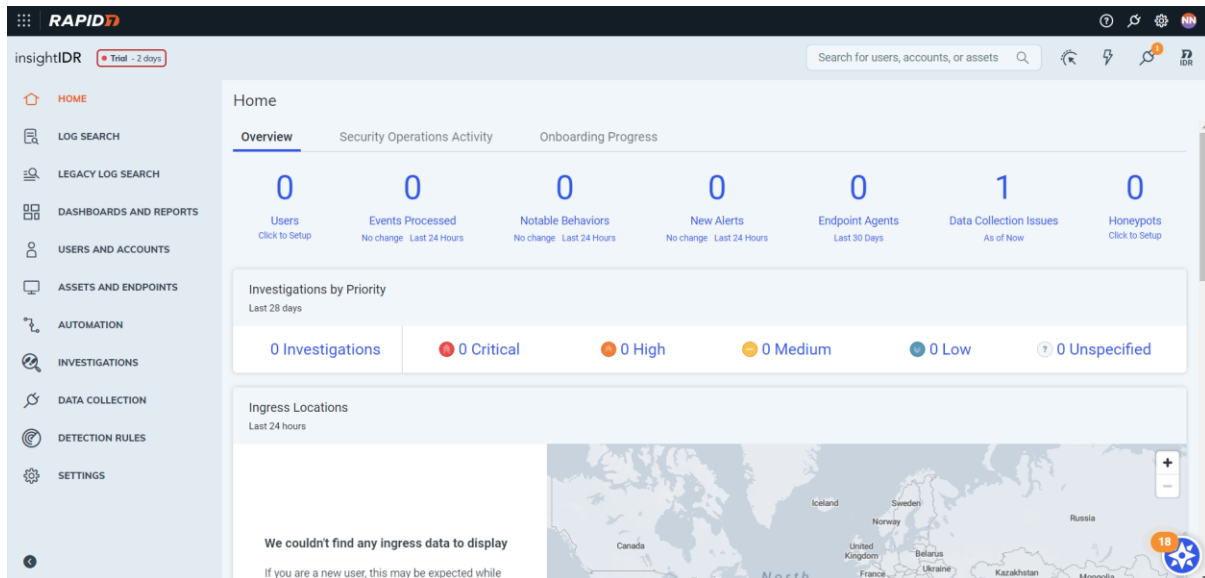 RAPID7
NN
insightIDR
Trial - 2 days
Search for users, accounts, or assets
1
IDR
HOME
LOG SEARCH
LEGACY LOG SEARCH
DASHBOARDS AND REPORTS
USERS AND ACCOUNTS
ASSETS AND ENDPOINTS
AUTOMATION
INVESTIGATIONS
DATA COLLECTION
DETECTION RULES
SETTINGS
Home
Overview Security Operations Activity Onboarding Progress
0 0 0 0 0 1 0
Users Events Processed Notable Behaviors New Alerts Endpoint Agents Data Collection Issues Honeypots
Click to Setup No change Last 24 Hours No change Last 24 Hours No change Last 24 Hours Last 30 Days As of Now Click to Setup
Investigations by Priority
Last 28 days
0 Investigations 0 Critical 0 High 0 Medium 0 Low ? 0 Unspecified
Ingress Locations
Last 24 hours
+
−
Iceland Sweden
Norway Russia
Canada United
Kingdom Belarus
North France Ukraine Kazakhstan Mongolia
18
We couldn't find any ingress data to display
If you are a new user, this may be expected while